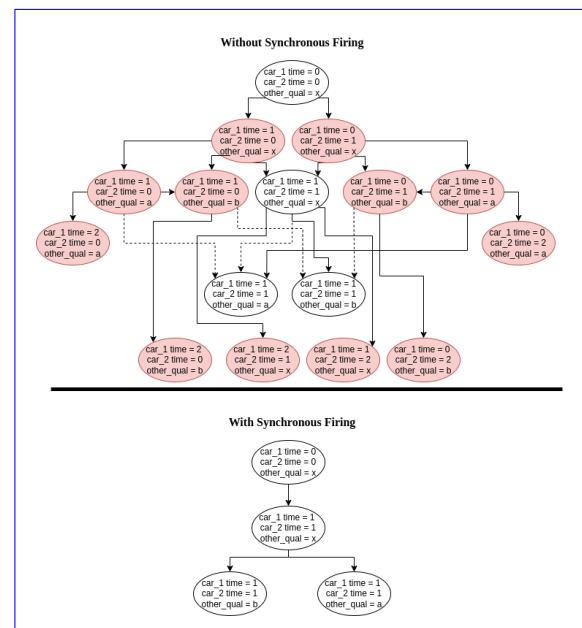 Without Synchronous Firing
car_1 time = 0
car_2 time = 0
other_qual = x
car_1 time = 1
car_2 time = 0
other_qual = x
car_1 time = 0
car_2 time = 1
other_qual = x
car_1 time = 1
car_2 time = 0
other_qual = a
car_1 time = 1
car_2 time = 0
other_qual = b
car_1 time = 1
car_2 time = 1
other_qual = x
car_1 time = 0
car_2 time = 1
other_qual = b
car_1 time = 0
car_2 time = 1
other_qual = a
car_1 time = 2
car_2 time = 0
other_qual = a
car_1 time = 0
car_2 time = 2
other_qual = a
car_1 time = 1
car_2 time = 1
other_qual = a
car_1 time = 1
car_2 time = 1
other_qual = b
car_1 time = 2
car_2 time = 0
other_qual = b
car_1 time = 2
car_2 time = 1
other_qual = x
car_1 time = 1
car_2 time = 2
other_qual = x
car_1 time = 0
car_2 time = 2
other_qual = b
With Synchronous Firing
car_1 time = 0
car_2 time = 0
other_qual = x
car_1 time = 1
car_2 time = 1
other_qual = x
car_1 time = 1
car_2 time = 1
other_qual = b
car_1 time = 1
car_2 time = 1
other_qual = a